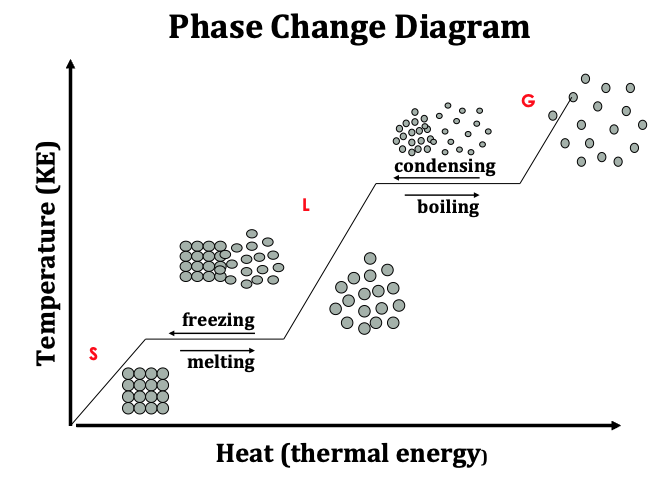 Phase Change Diagram
G
condensing
boiling
L
freezing
melting
S
Temperature (KE)
Heat (thermal energy)